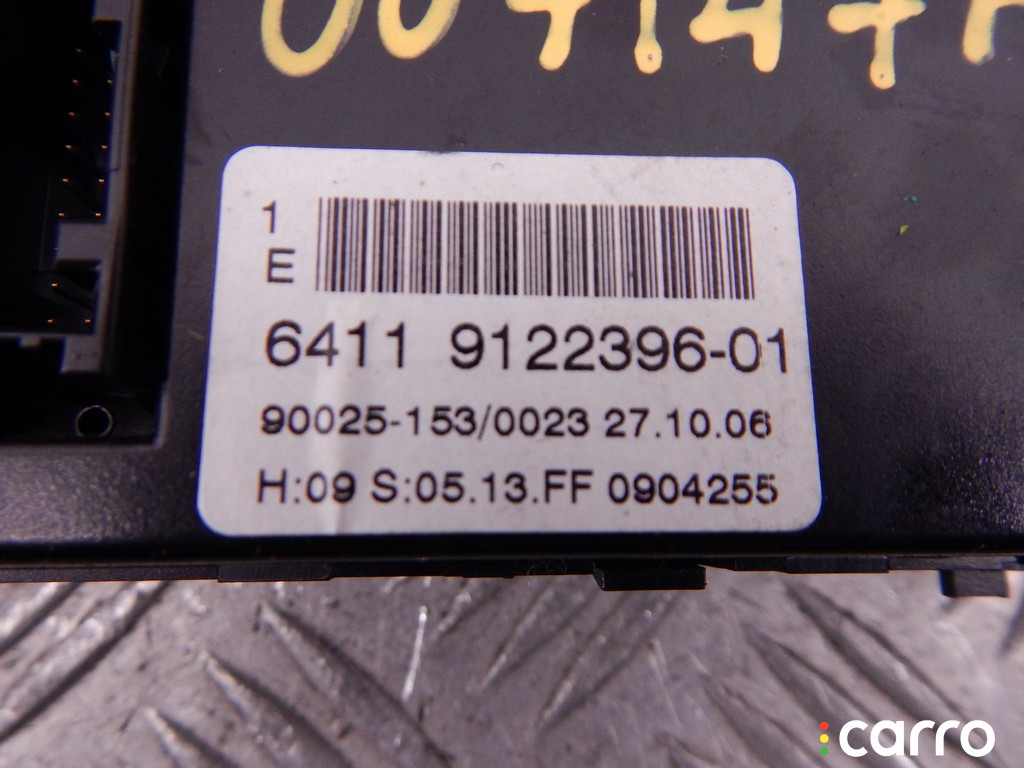 1
E
6411 9122396-01
90025-153/0023 27.10.06
H:09 S:05.13.FF 0904255
carro